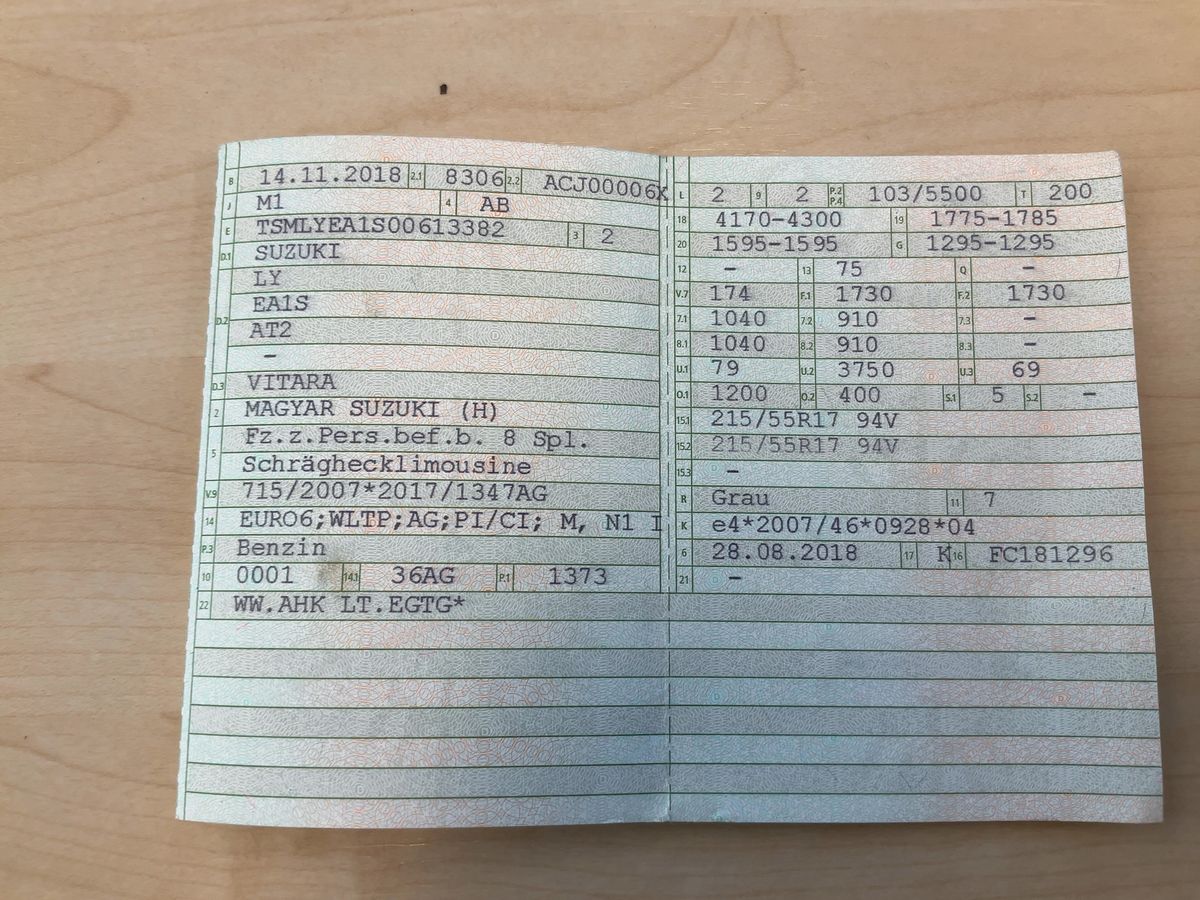 B 14.11.2018 2.1 8306 2.2 ACJ00006X
J M1 4 AB
E TSMLYEA1S00613382 3 2
D.1 SUZUKI
LY
D.2 EA1S
AT2
–
D.3 VITARA
2 MAGYAR SUZUKI (H)
Fz.z.Pers.bef.b. 8 Spl.
5 Schräghecklimousine
V.9 715/2007*2017/1347AG
14 EURO6;WLTP;AG;PI/CI; M, N1 I
P.3 Benzin
10 0001 14.1 36AG P.1 1373
22 WW.AHK LT.EGTG*
L 2 9 2 P.2 P.4 103/5500 T 200
18 4170-4300 19 1775-1785
20 1595-1595 G 1295-1295
12 – 13 75 Q –
V.7 174 F.1 1730 F.2 1730
7.1 1040 7.2 910 7.3 –
8.1 1040 8.2 910 8.3 –
U.1 79 U.2 3750 U.3 69
O.1 1200 O.2 400 S.1 5 S.2 –
15.1 215/55R17 94V
15.2 215/55R17 94V
15.3 –
R Grau 11 7
K e4*2007/46*0928*04
6 28.08.2018 17 K 16 FC181296
21 –